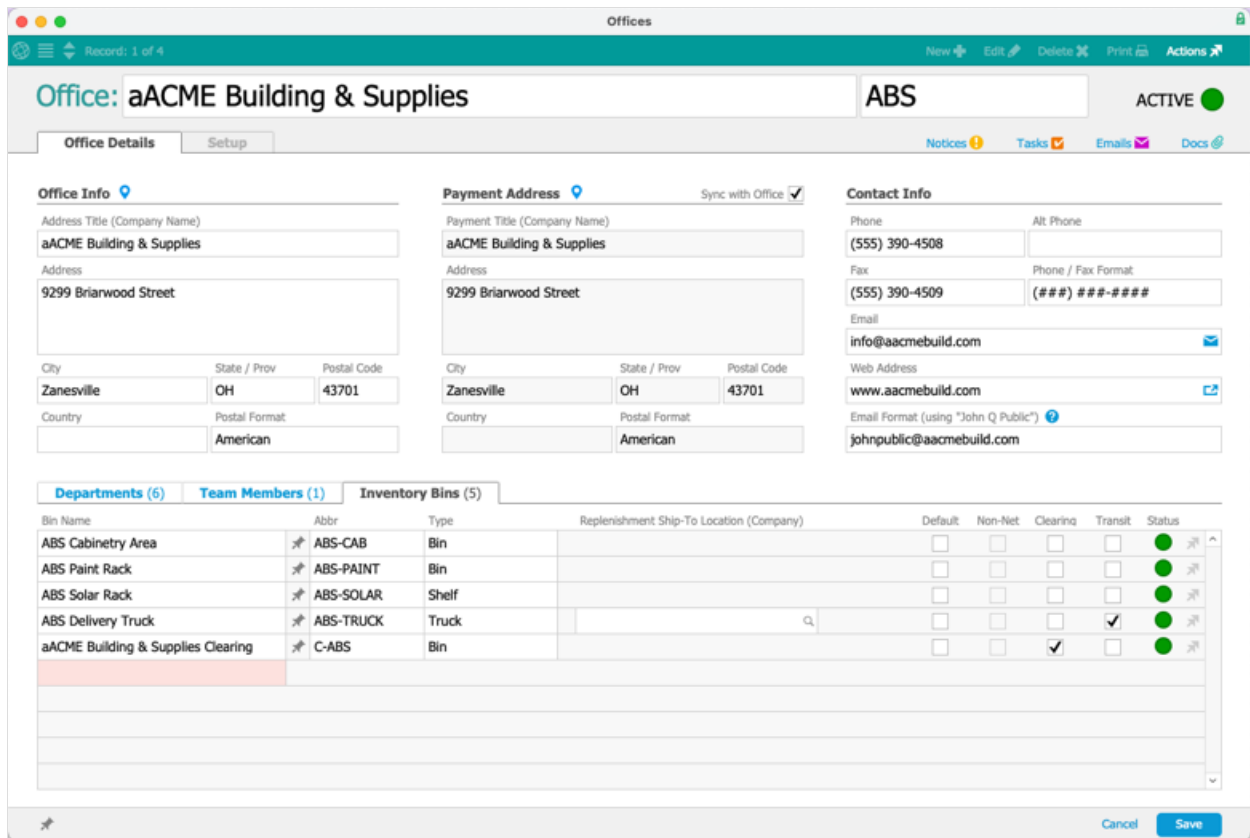 Offices
Record: 1 of 4 New Edit Delete Print Actions
Office: aACME Building & Supplies ABS ACTIVE
Office Details Setup Notices Tasks Emails Docs
Office Info Payment Address Sync with Office Contact Info
Address Title (Company Name) Payment Title (Company Name) Phone Alt Phone
aACME Building & Supplies aACME Building & Supplies (555) 390-4508
Address Address Fax Phone / Fax Format
9299 Briarwood Street 9299 Briarwood Street (555) 390-4509 (###) ###-####
Email
info@aacmebuild.com
City State / Prov Postal Code City State / Prov Postal Code Web Address
Zanesville OH 43701 Zanesville OH 43701 www.aacmebuild.com
Country Postal Format Country Postal Format Email Format (using "John Q Public") ?
American American johnpublic@aacmebuild.com
Departments (6) Team Members (1) Inventory Bins (5)
Bin Name Abbr Type Replenishment Ship-To Location (Company) Default Non-Net Clearing Transit Status
ABS Cabinetry Area ABS-CAB Bin
ABS Paint Rack ABS-PAINT Bin
ABS Solar Rack ABS-SOLAR Shelf
ABS Delivery Truck ABS-TRUCK Truck
aACME Building & Supplies Clearing C-ABS Bin
Cancel Save